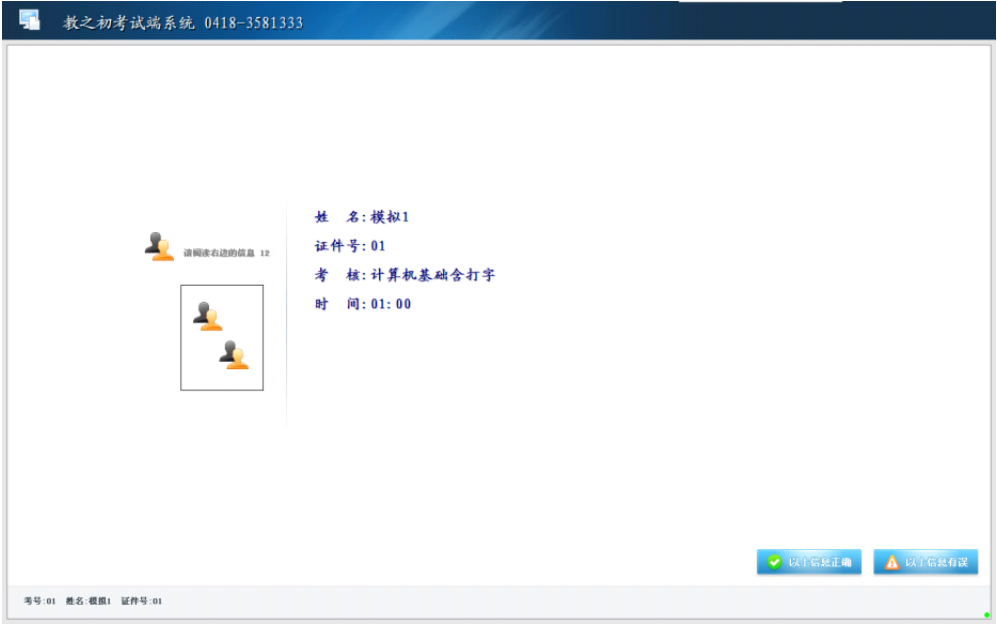 教之初考试端系统 0418-3581333
姓 名:模拟1
证件号:01
考 核:计算机基础含打字
时 间:01:00
请阅读右边的信息 12
以上信息正确
以上信息有误
考号:01 姓名:模拟1 证件号:01